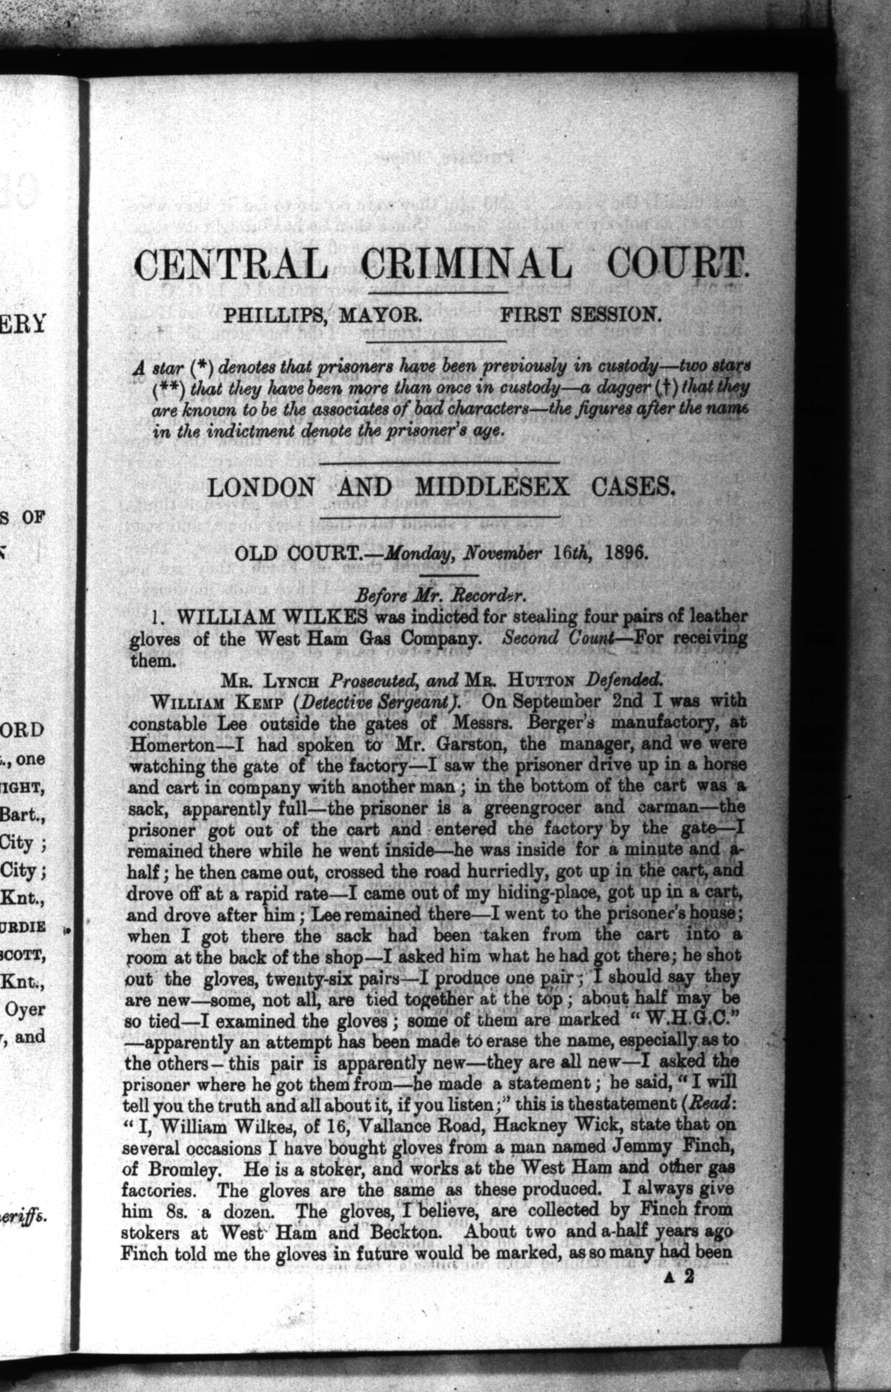 ERY
S OF
ORD
., one
IGHT,
Bart.,
City ;
City ;
Knt.,
URDIE
SCOTT,
Knt.,
Oyer
, and
eriffs.
CENTRAL CRIMINAL COURT.
PHILLIPS, MAYOR. FIRST SESSION.
A star (*) denotes that prisoners have been previously in custody—two stars
(**) that they have been more than once in custody—a dagger (†) that they
are known to be the associates of bad characters—the figures after the name
in the indictment denote the prisoner's age.
LONDON AND MIDDLESEX CASES.
OLD COURT.—Monday, November 16th, 1896.
Before Mr. Recorder.
1. WILLIAM WILKES was indicted for stealing four pairs of leather
gloves of the West Ham Gas Company. Second Count—For receiving
them.
MR. LYNCH Prosecuted, and MR. HUTTON Defended.
WILLIAM KEMP (Detective Sergeant). On September 2nd I was with
constable Lee outside the gates of Messrs. Berger's manufactory, at
Homerton—I had spoken to Mr. Garston, the manager, and we were
watching the gate of the factory—I saw the prisoner drive up in a horse
and cart in company with another man ; in the bottom of the cart was a
sack, apparently full—the prisoner is a greengrocer and carman—the
prisoner got out of the cart and entered the factory by the gate—I
remained there while he went inside—he was inside for a minute and a-
half ; he then came out, crossed the road hurriedly, got up in the cart, and
drove off at a rapid rate—I came out of my hiding-place, got up in a cart,
and drove after him ; Lee remained there—I went to the prisoner's house;
when I got there the sack had been taken from the cart into a
room at the back of the shop—I asked him what he had got there; he shot
out the gloves, twenty-six pairs—I produce one pair ; I should say they
are new—some, not all, are tied together at the top ; about half may be
so tied—I examined the gloves ; some of them are marked " W.H.G.C."
—apparently an attempt has been made to erase the name, especially as to
the others—this pair is apparently new—they are all new—I asked the
prisoner where he got them from—he made a statement ; he said, " I will
tell you the truth and all about it, if you listen ;" this is the statement (Read:
" I, William Wilkes, of 16, Vallance Road, Hackney Wick, state that on
several occasions I have bought gloves from a man named Jemmy Finch,
of Bromley. He is a stoker, and works at the West Ham and other gas
factories. The gloves are the same as these produced. I always give
him 8s. a dozen. The gloves, I believe, are collected by Finch from
stokers at West Ham and Beckton. About two and a-half years ago
Finch told me the gloves in future would be marked, as so many had been
A 2